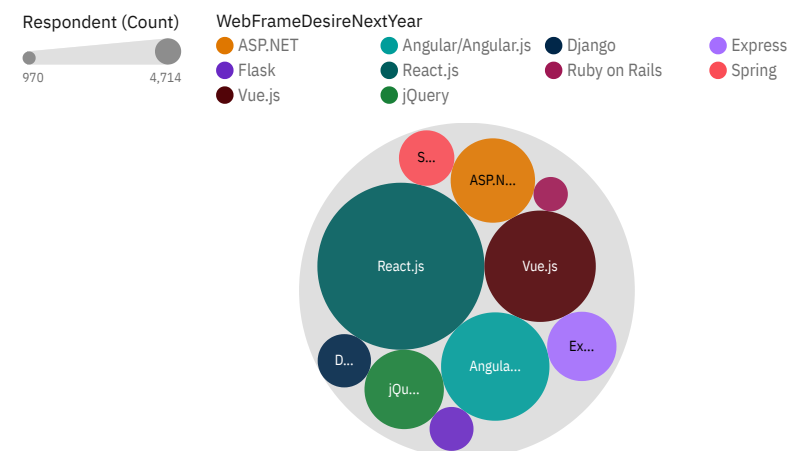 Respondent (Count)
970
4,714
WebFrameDesireNextYear
ASP.NET
Angular/Angular.js
Django
Express
Flask
React.js
Ruby on Rails
Spring
Vue.js
jQuery
S...
ASP.N...
React.js
Vue.js
Ex...
D...
Angula...
jQu...